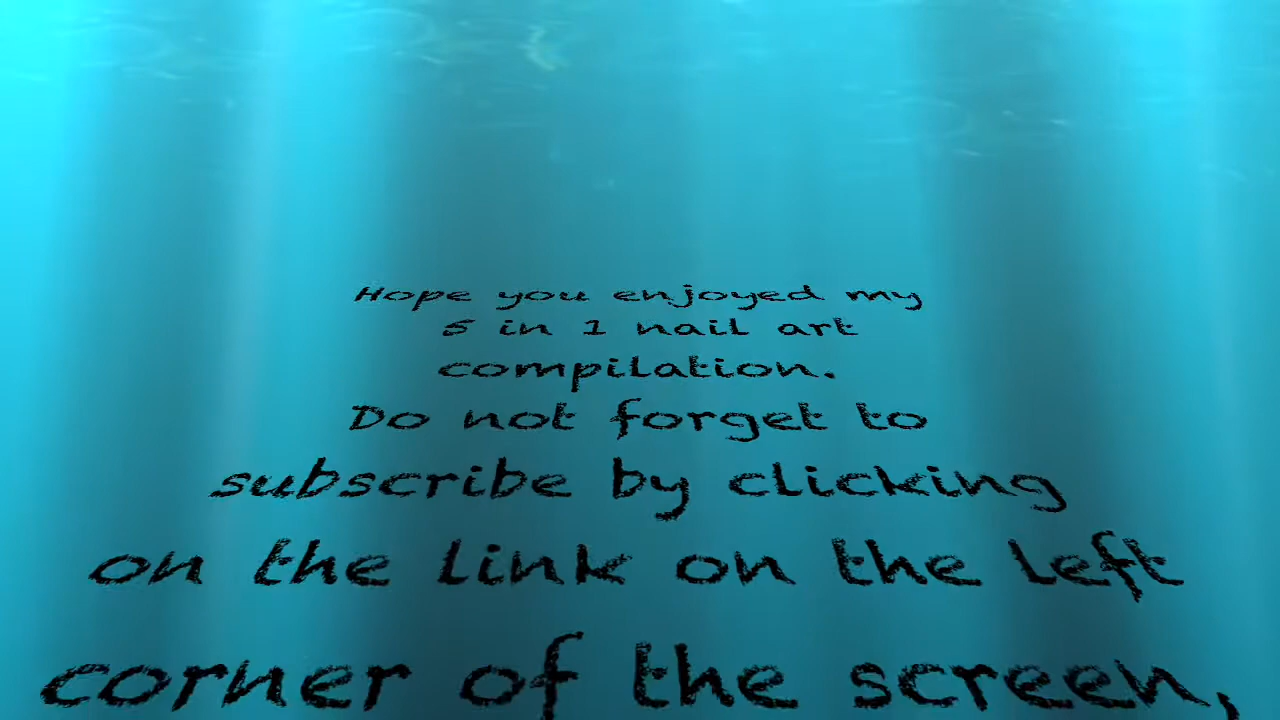 Hope you enjoyed my
5 in 1 nail art
compilation.
Do not forget to
subscribe by clicking
on the link on the left
corner of the screen,